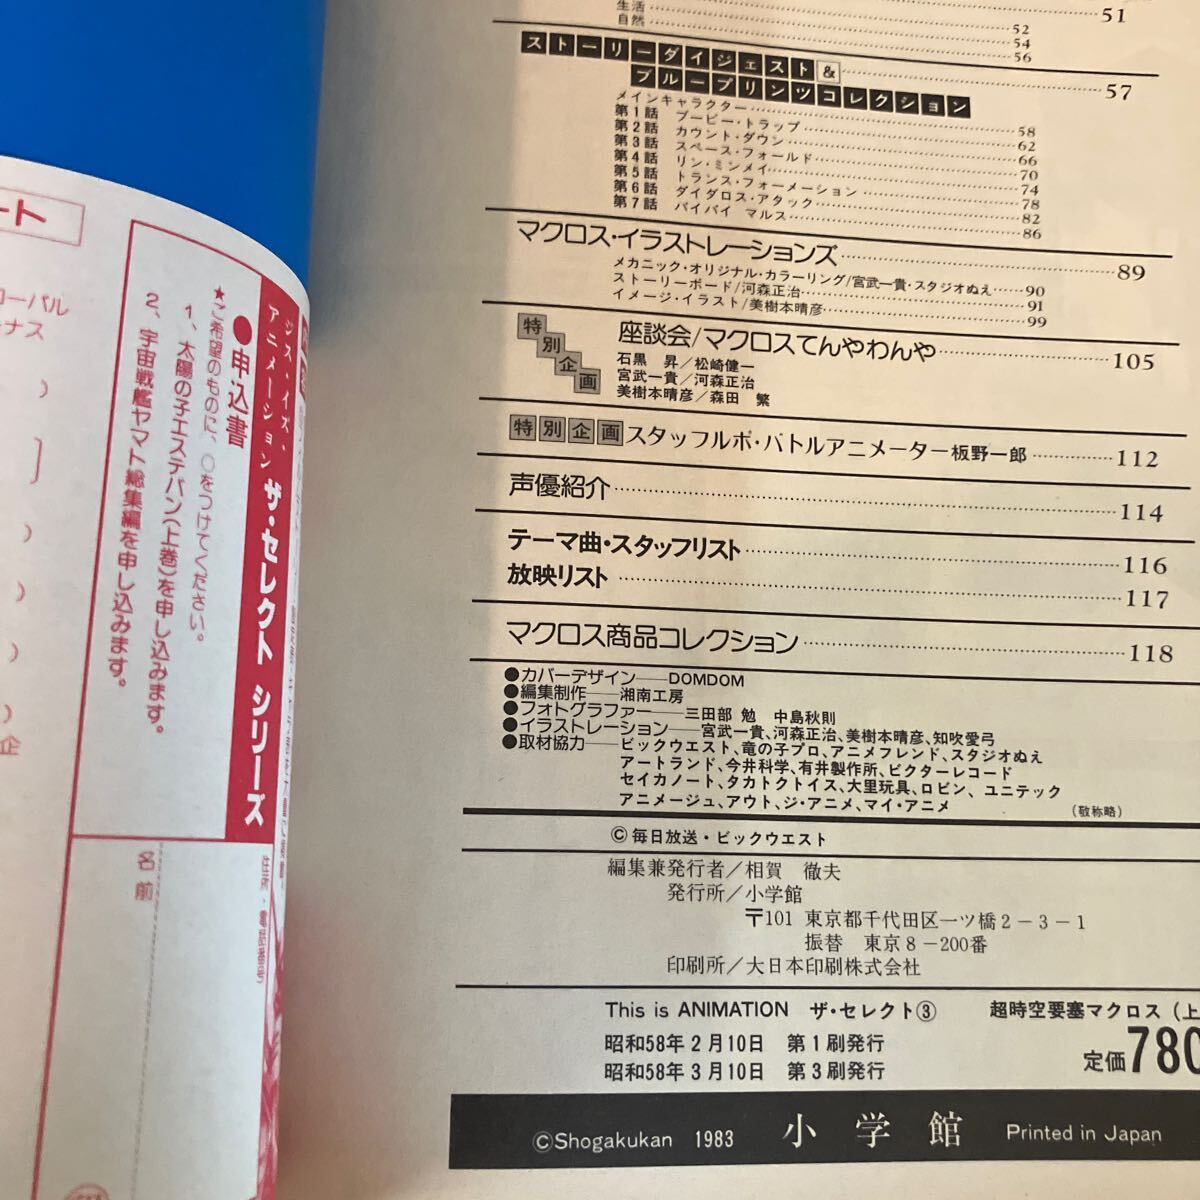 51
生活 52
自然 54
56
ストーリーダイジェスト& 57
ブループリンツコレクション
メインキャラクター 58
第1話 ブービー・トラップ 62
第2話 カウント・ダウン 66
第3話 スペース・フォールド 70
第4話 リン・ミンメイ 74
第5話 トランス・フォーメーション 78
第6話 ダイダロス・アタック 82
第7話 バイバイ マルス 86
マクロス・イラストレーションズ 89
メカニック・オリジナル・カラーリング/宮武一貴・スタジオぬえ 90
ストーリーボード/河森正治 91
イメージ・イラスト/美樹本晴彦 99
特別企画 座談会/マクロスてんやわんや 105
石黒 昇/松崎健一
宮武一貴/河森正治
美樹本晴彦/森田 繁
特別企画 スタッフルポ・バトルアニメーター板野一郎 112
声優紹介 114
テーマ曲・スタッフリスト 116
放映リスト 117
マクロス商品コレクション 118
●カバーデザイン――DOMDOM
●編集制作――湘南工房
●フォトグラファー――三田部 勉 中島秋則
●イラストレーション――宮武一貴、河森正治、美樹本晴彦、知吹愛弓
●取材協力――ビックウエスト、竜の子プロ、アニメフレンド、スタジオぬえ
アートランド、今井科学、有井製作所、ビクターレコード
セイカノート、タカトクトイス、大里玩具、ロビン、ユニテック
アニメージュ、アウト、ジ・アニメ、マイ・アニメ (敬称略)
©毎日放送・ビックウエスト
編集兼発行者/相賀 徹夫
発行所/小学館
〒101 東京都千代田区一ツ橋2-3-1
振替 東京8-200番
印刷所/大日本印刷株式会社
This is ANIMATION ザ・セレクト③ 超時空要塞マクロス(上
昭和58年2月10日 第1刷発行
昭和58年3月10日 第3刷発行
定価780
©Shogakukan 1983 小学館 Printed in Japan
ジス・イズ・
アニメーション ザ・セレクト シリーズ
●申込書
★ご希望のものに、○をつけてください。
1、太陽の子エステバン(上巻)を申し込みます。
2、宇宙戦艦ヤマト総集編を申し込みます。
住所・電話番号
名前
ート
ローバル
ナス
企